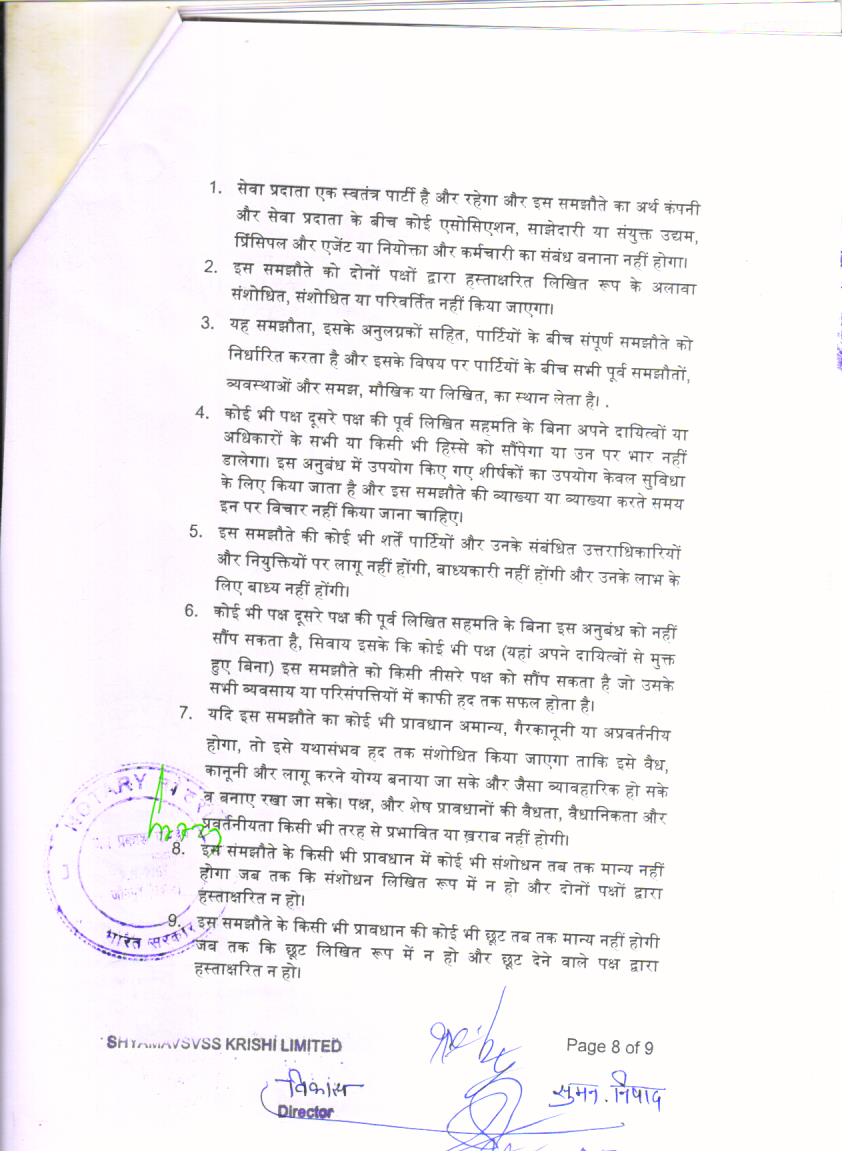 1. सेवा प्रदाता एक स्वतंत्र पार्टी है और रहेगा और इस समझौते का अर्थ कंपनी
और सेवा प्रदाता के बीच कोई एसोसिएशन, साझेदारी या संयुक्त उद्यम,
प्रिंसिपल और एजेंट या नियोक्ता और कर्मचारी का संबंध बनाना नहीं होगा।
2. इस समझौते को दोनों पक्षों द्वारा हस्ताक्षरित लिखित रूप के अलावा
संशोधित, संशोधित या परिवर्तित नहीं किया जाएगा।
3. यह समझौता, इसके अनुलग्नकों सहित, पार्टियों के बीच संपूर्ण समझौते को
निर्धारित करता है और इसके विषय पर पार्टियों के बीच सभी पूर्व समझौतों,
व्यवस्थाओं और समझ, मौखिक या लिखित, का स्थान लेता है। .
4. कोई भी पक्ष दूसरे पक्ष की पूर्व लिखित सहमति के बिना अपने दायित्वों या
अधिकारों के सभी या किसी भी हिस्से को सौंपेगा या उन पर भार नहीं
डालेगा। इस अनुबंध में उपयोग किए गए शीर्षकों का उपयोग केवल सुविधा
के लिए किया जाता है और इस समझौते की व्याख्या या व्याख्या करते समय
इन पर विचार नहीं किया जाना चाहिए।
5. इस समझौते की कोई भी शर्तें पार्टियों और उनके संबंधित उत्तराधिकारियों
और नियुक्तियों पर लागू नहीं होंगी, बाध्यकारी नहीं होंगी और उनके लाभ के
लिए बाध्य नहीं होंगी।
6. कोई भी पक्ष दूसरे पक्ष की पूर्व लिखित सहमति के बिना इस अनुबंध को नहीं
सौंप सकता है, सिवाय इसके कि कोई भी पक्ष (यहां अपने दायित्वों से मुक्त
हुए बिना) इस समझौते को किसी तीसरे पक्ष को सौंप सकता है जो उसके
सभी व्यवसाय या परिसंपत्तियों में काफी हद तक सफल होता है।
7. यदि इस समझौते का कोई भी प्रावधान अमान्य, गैरकानूनी या अप्रवर्तनीय
होगा, तो इसे यथासंभव हद तक संशोधित किया जाएगा ताकि इसे वैध,
कानूनी और लागू करने योग्य बनाया जा सके और जैसा व्यावहारिक हो सके
व बनाए रखा जा सके। पक्ष, और शेष प्रावधानों की वैधता, वैधानिकता और
प्रवर्तनीयता किसी भी तरह से प्रभावित या ख़राब नहीं होगी।
8. इस समझौते के किसी भी प्रावधान में कोई भी संशोधन तब तक मान्य नहीं
होगा जब तक कि संशोधन लिखित रूप में न हो और दोनों पक्षों द्वारा
हस्ताक्षरित न हो।
9. इस समझौते के किसी भी प्रावधान की कोई भी छूट तब तक मान्य नहीं होगी
जब तक कि छूट लिखित रूप में न हो और छूट देने वाले पक्ष द्वारा
हस्ताक्षरित न हो।
NOTARY
भारत सरकार
SHYAMAVSVSS KRISHI LIMITED
Page 8 of 9
विकास
Director
सुमन . निषाद